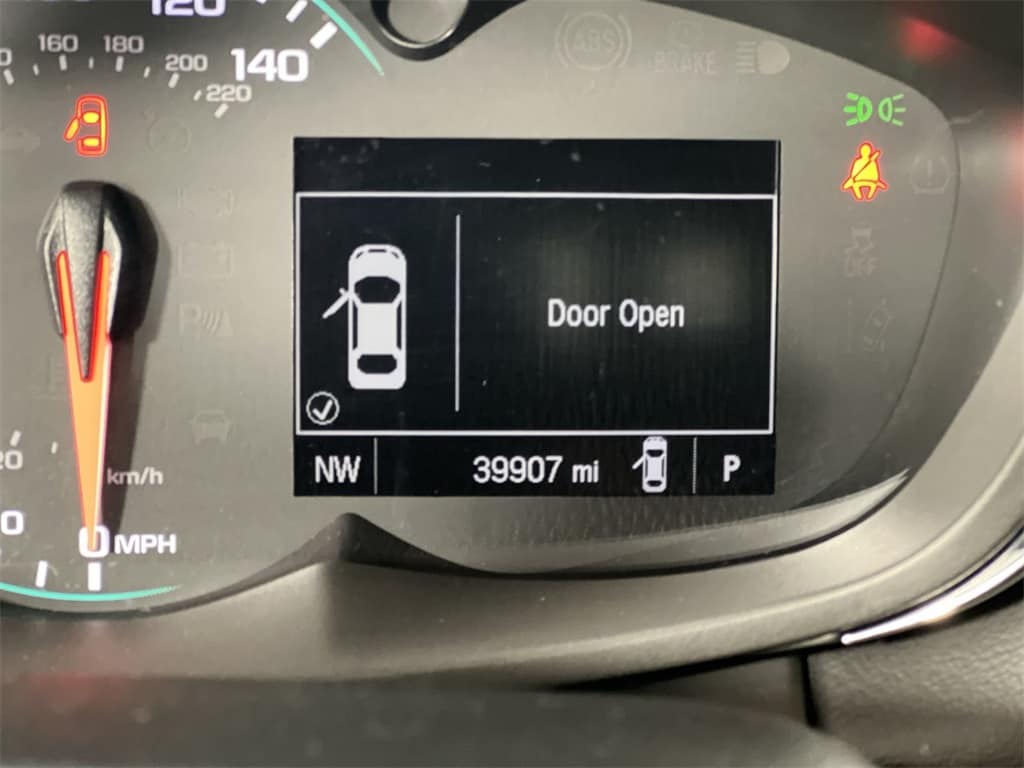 120
160 180
200 140
220
ABS
BRAKE
P
Door Open
km/h
NW 39907 mi P
20
0
0 MPH